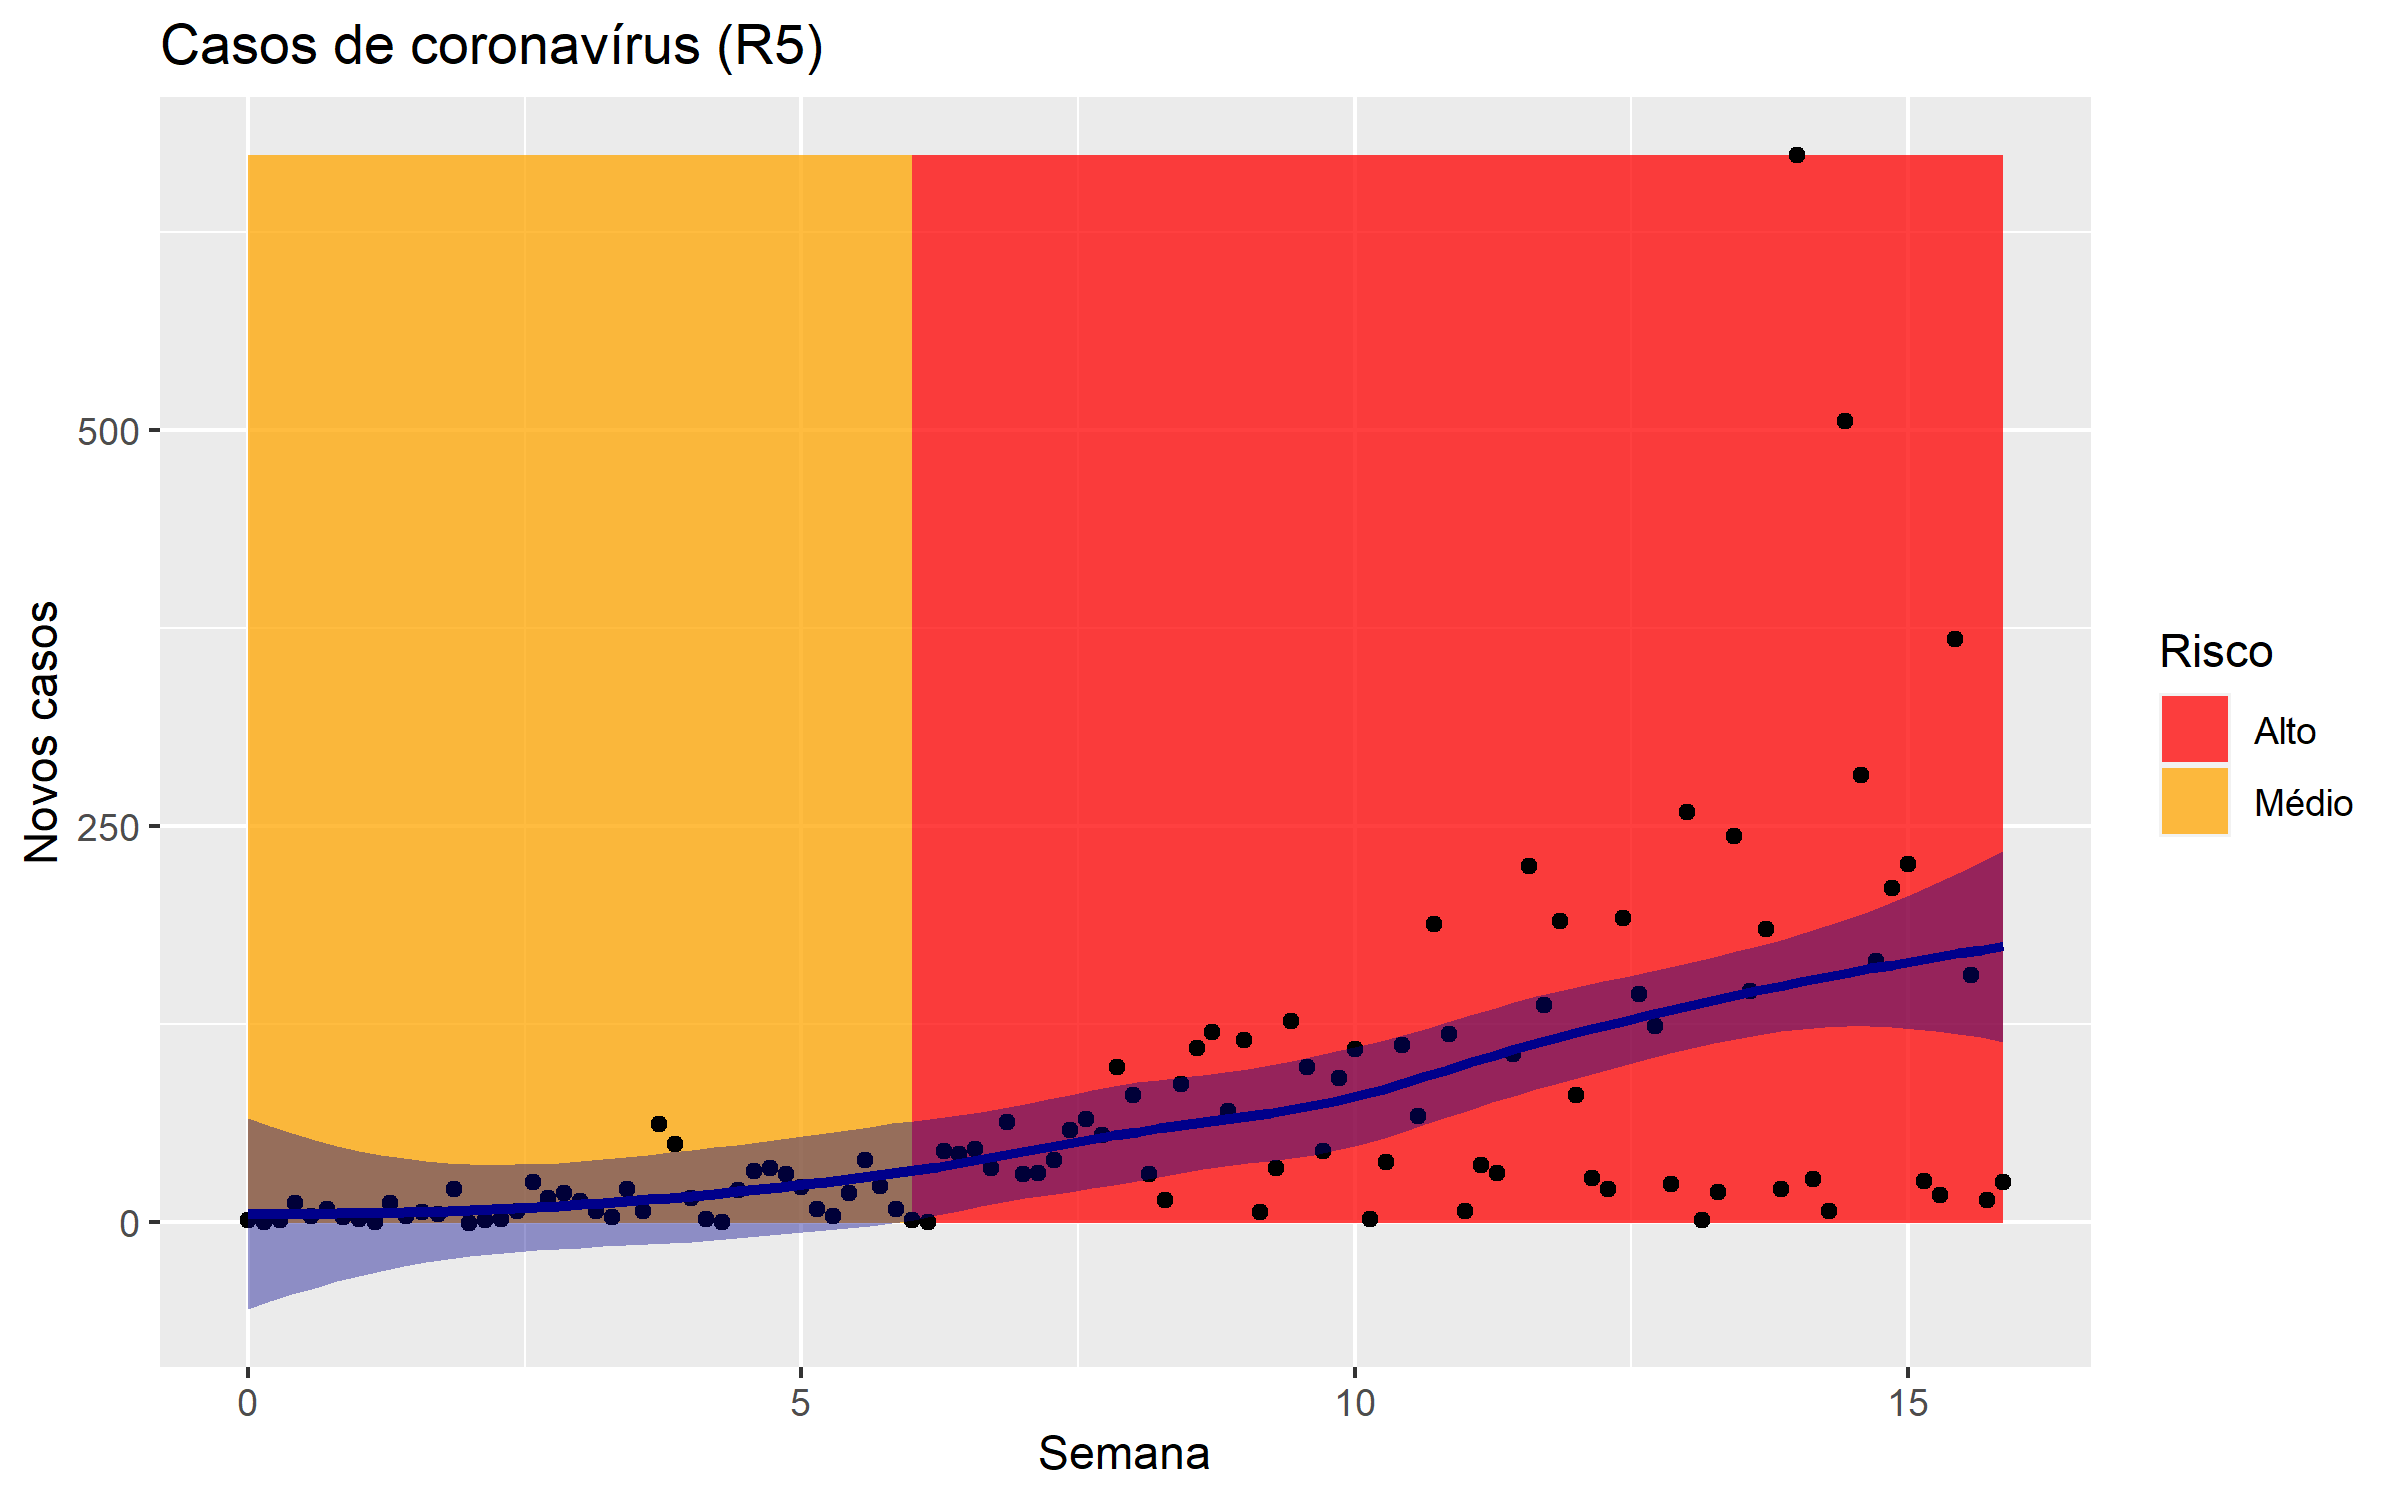 Casos de coronavírus (R5)
Novos casos
500
250
0
0
5
10
15
Semana
Risco
Alto
Médio